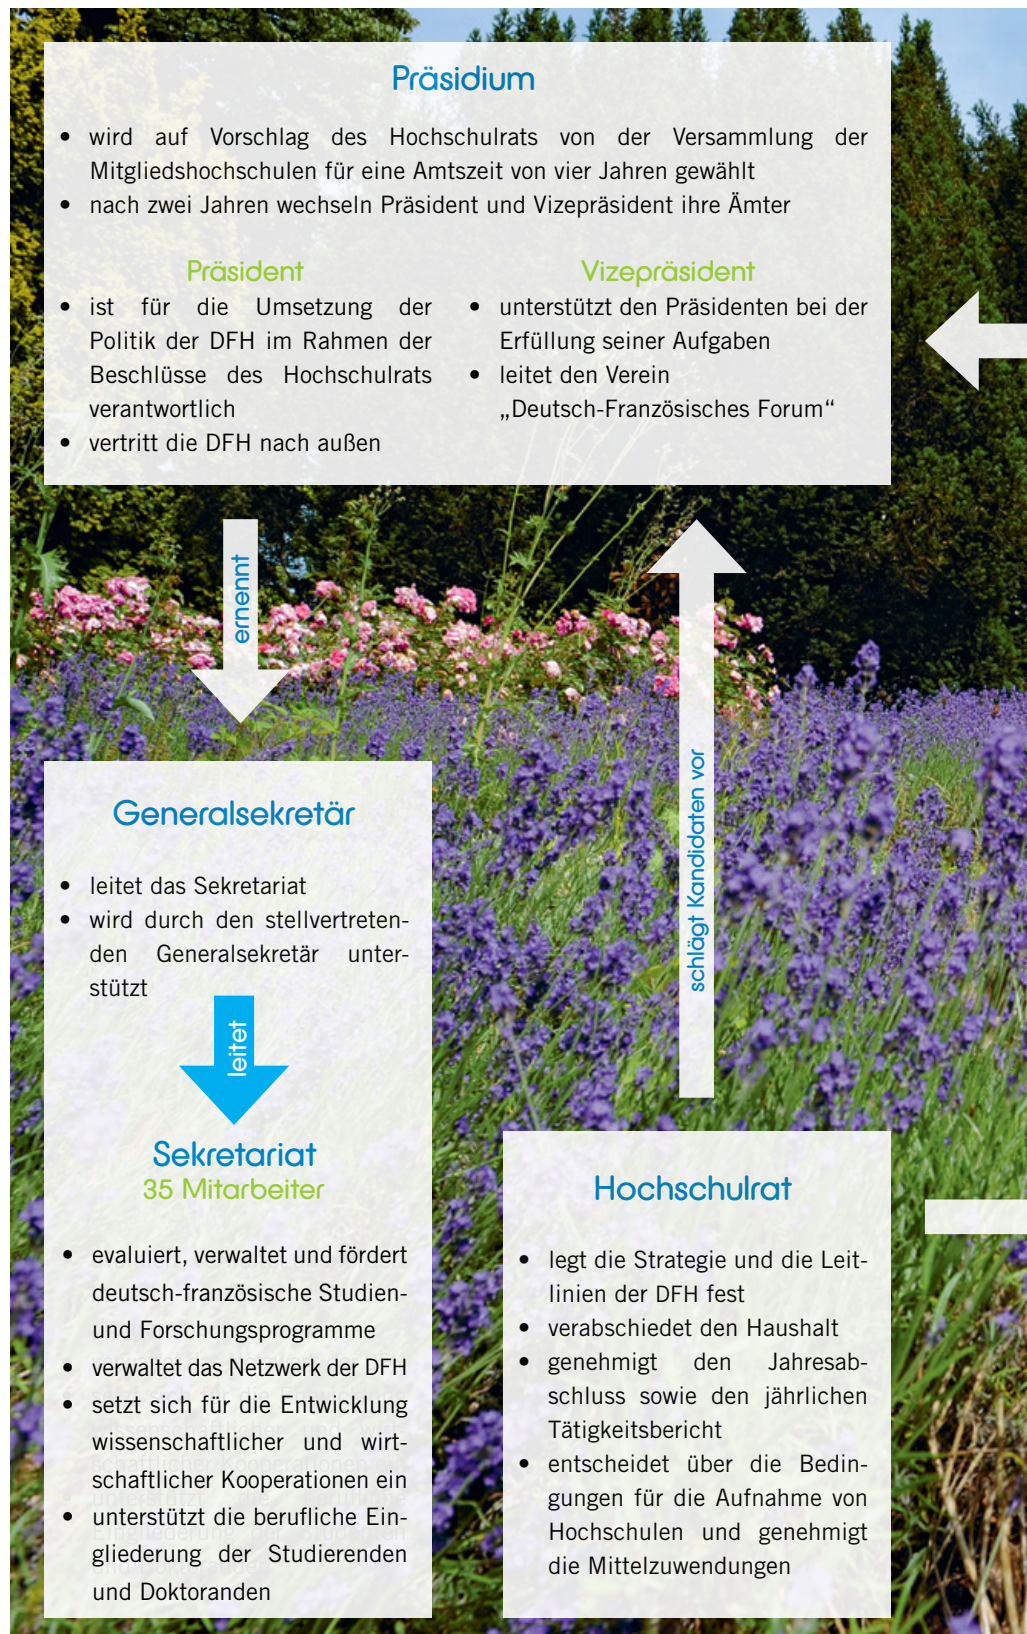 Präsidium
• wird auf Vorschlag des Hochschulrats von der Versammlung der
Mitgliedshochschulen für eine Amtszeit von vier Jahren gewählt
• nach zwei Jahren wechseln Präsident und Vizepräsident ihre Ämter
Präsident
• ist für die Umsetzung der
Politik der DFH im Rahmen der
Beschlüsse des Hochschulrats
verantwortlich
• vertritt die DFH nach außen
Vizepräsident
• unterstützt den Präsidenten bei der
Erfüllung seiner Aufgaben
• leitet den Verein
„Deutsch-Französisches Forum“
ernennt
schlägt Kandidaten vor
Generalsekretär
• leitet das Sekretariat
• wird durch den stellvertreten-
den Generalsekretär unter-
stützt
leitet
Sekretariat
35 Mitarbeiter
• evaluiert, verwaltet und fördert
deutsch-französische Studien-
und Forschungsprogramme
• verwaltet das Netzwerk der DFH
• setzt sich für die Entwicklung
wissenschaftlicher und wirt-
schaftlicher Kooperationen ein
• unterstützt die berufliche Ein-
gliederung der Studierenden
und Doktoranden
Hochschulrat
• legt die Strategie und die Leit-
linien der DFH fest
• verabschiedet den Haushalt
• genehmigt den Jahresab-
schluss sowie den jährlichen
Tätigkeitsbericht
• entscheidet über die Bedin-
gungen für die Aufnahme von
Hochschulen und genehmigt
die Mittelzuwendungen